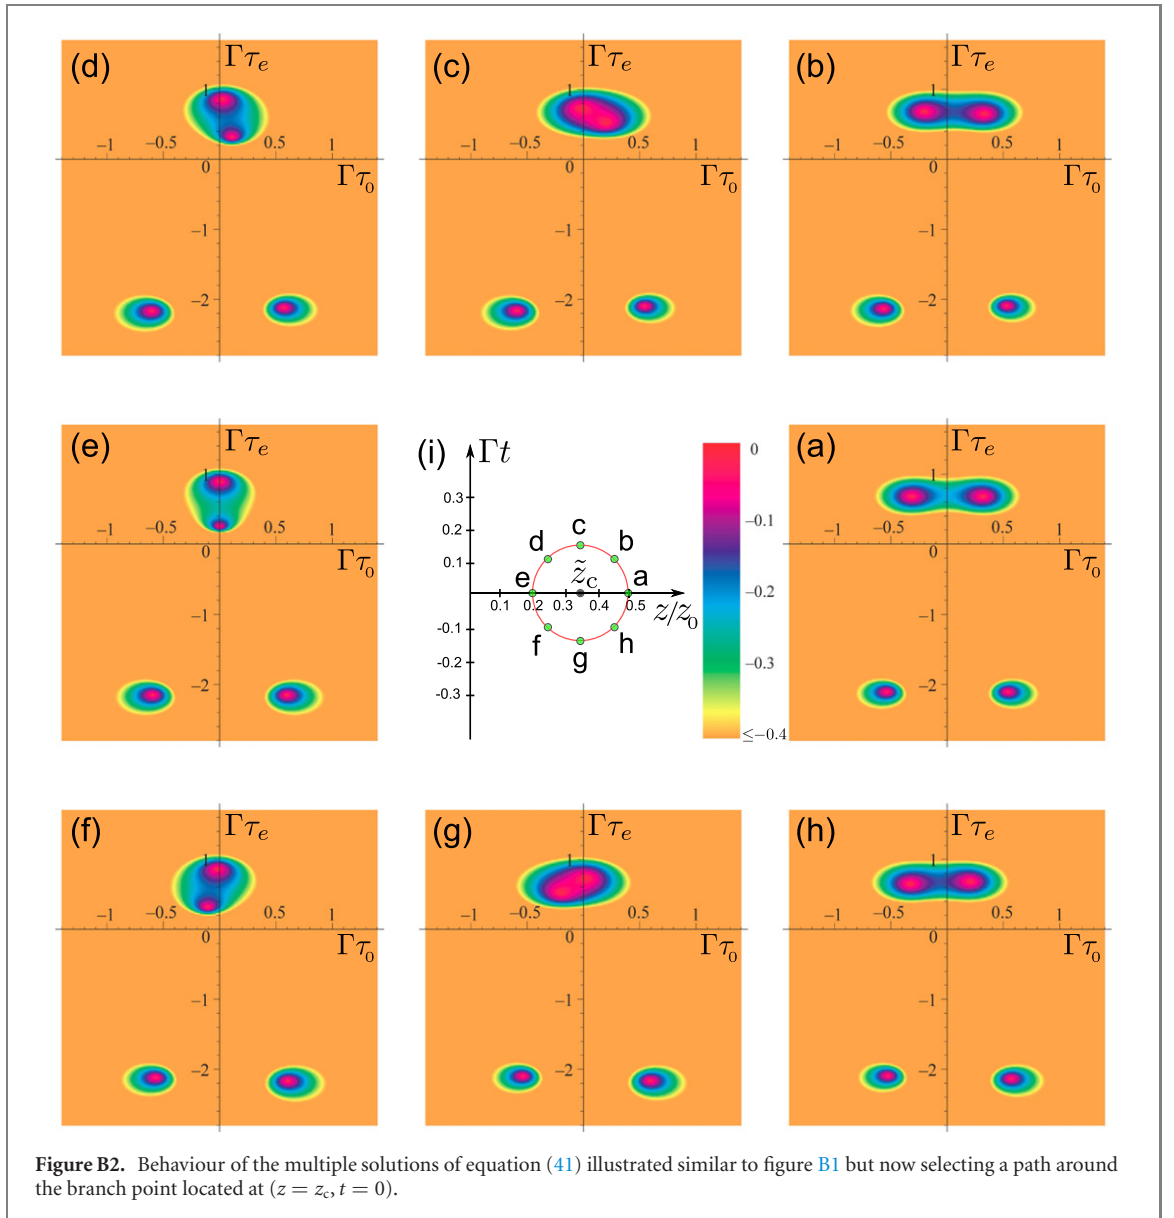 (d) Γτe
1
−1 −0.5 0.5 1
0
Γτ0
−1
−2
(c) Γτe
1
−1 −0.5 0.5 1
0
Γτ0
−1
−2
(b) Γτe
1
−1 −0.5 0.5 1
0
Γτ0
−1
−2
(e) Γτe
1
−1 −0.5 0.5 1
0
Γτ0
−1
−2
(i) Γt
0.3
0.2
0.1
c
d b
z̃c
e a
0.1 0.2 0.3 0.4 0.5 z/z0
-0.1
f h
g
-0.2
-0.3
0
−0.1
−0.2
−0.3
≤−0.4
(a) Γτe
1
−1 −0.5 0.5 1
0
Γτ0
−1
−2
(f) Γτe
1
−1 −0.5 0.5 1
0
Γτ0
−1
−2
(g) Γτe
1
−1 −0.5 0.5 1
0
Γτ0
−1
−2
(h) Γτe
1
−1 −0.5 0.5 1
0
Γτ0
−1
−2
Figure B2. Behaviour of the multiple solutions of equation (41) illustrated similar to figure B1 but now selecting a path around
the branch point located at (z = zc, t = 0).